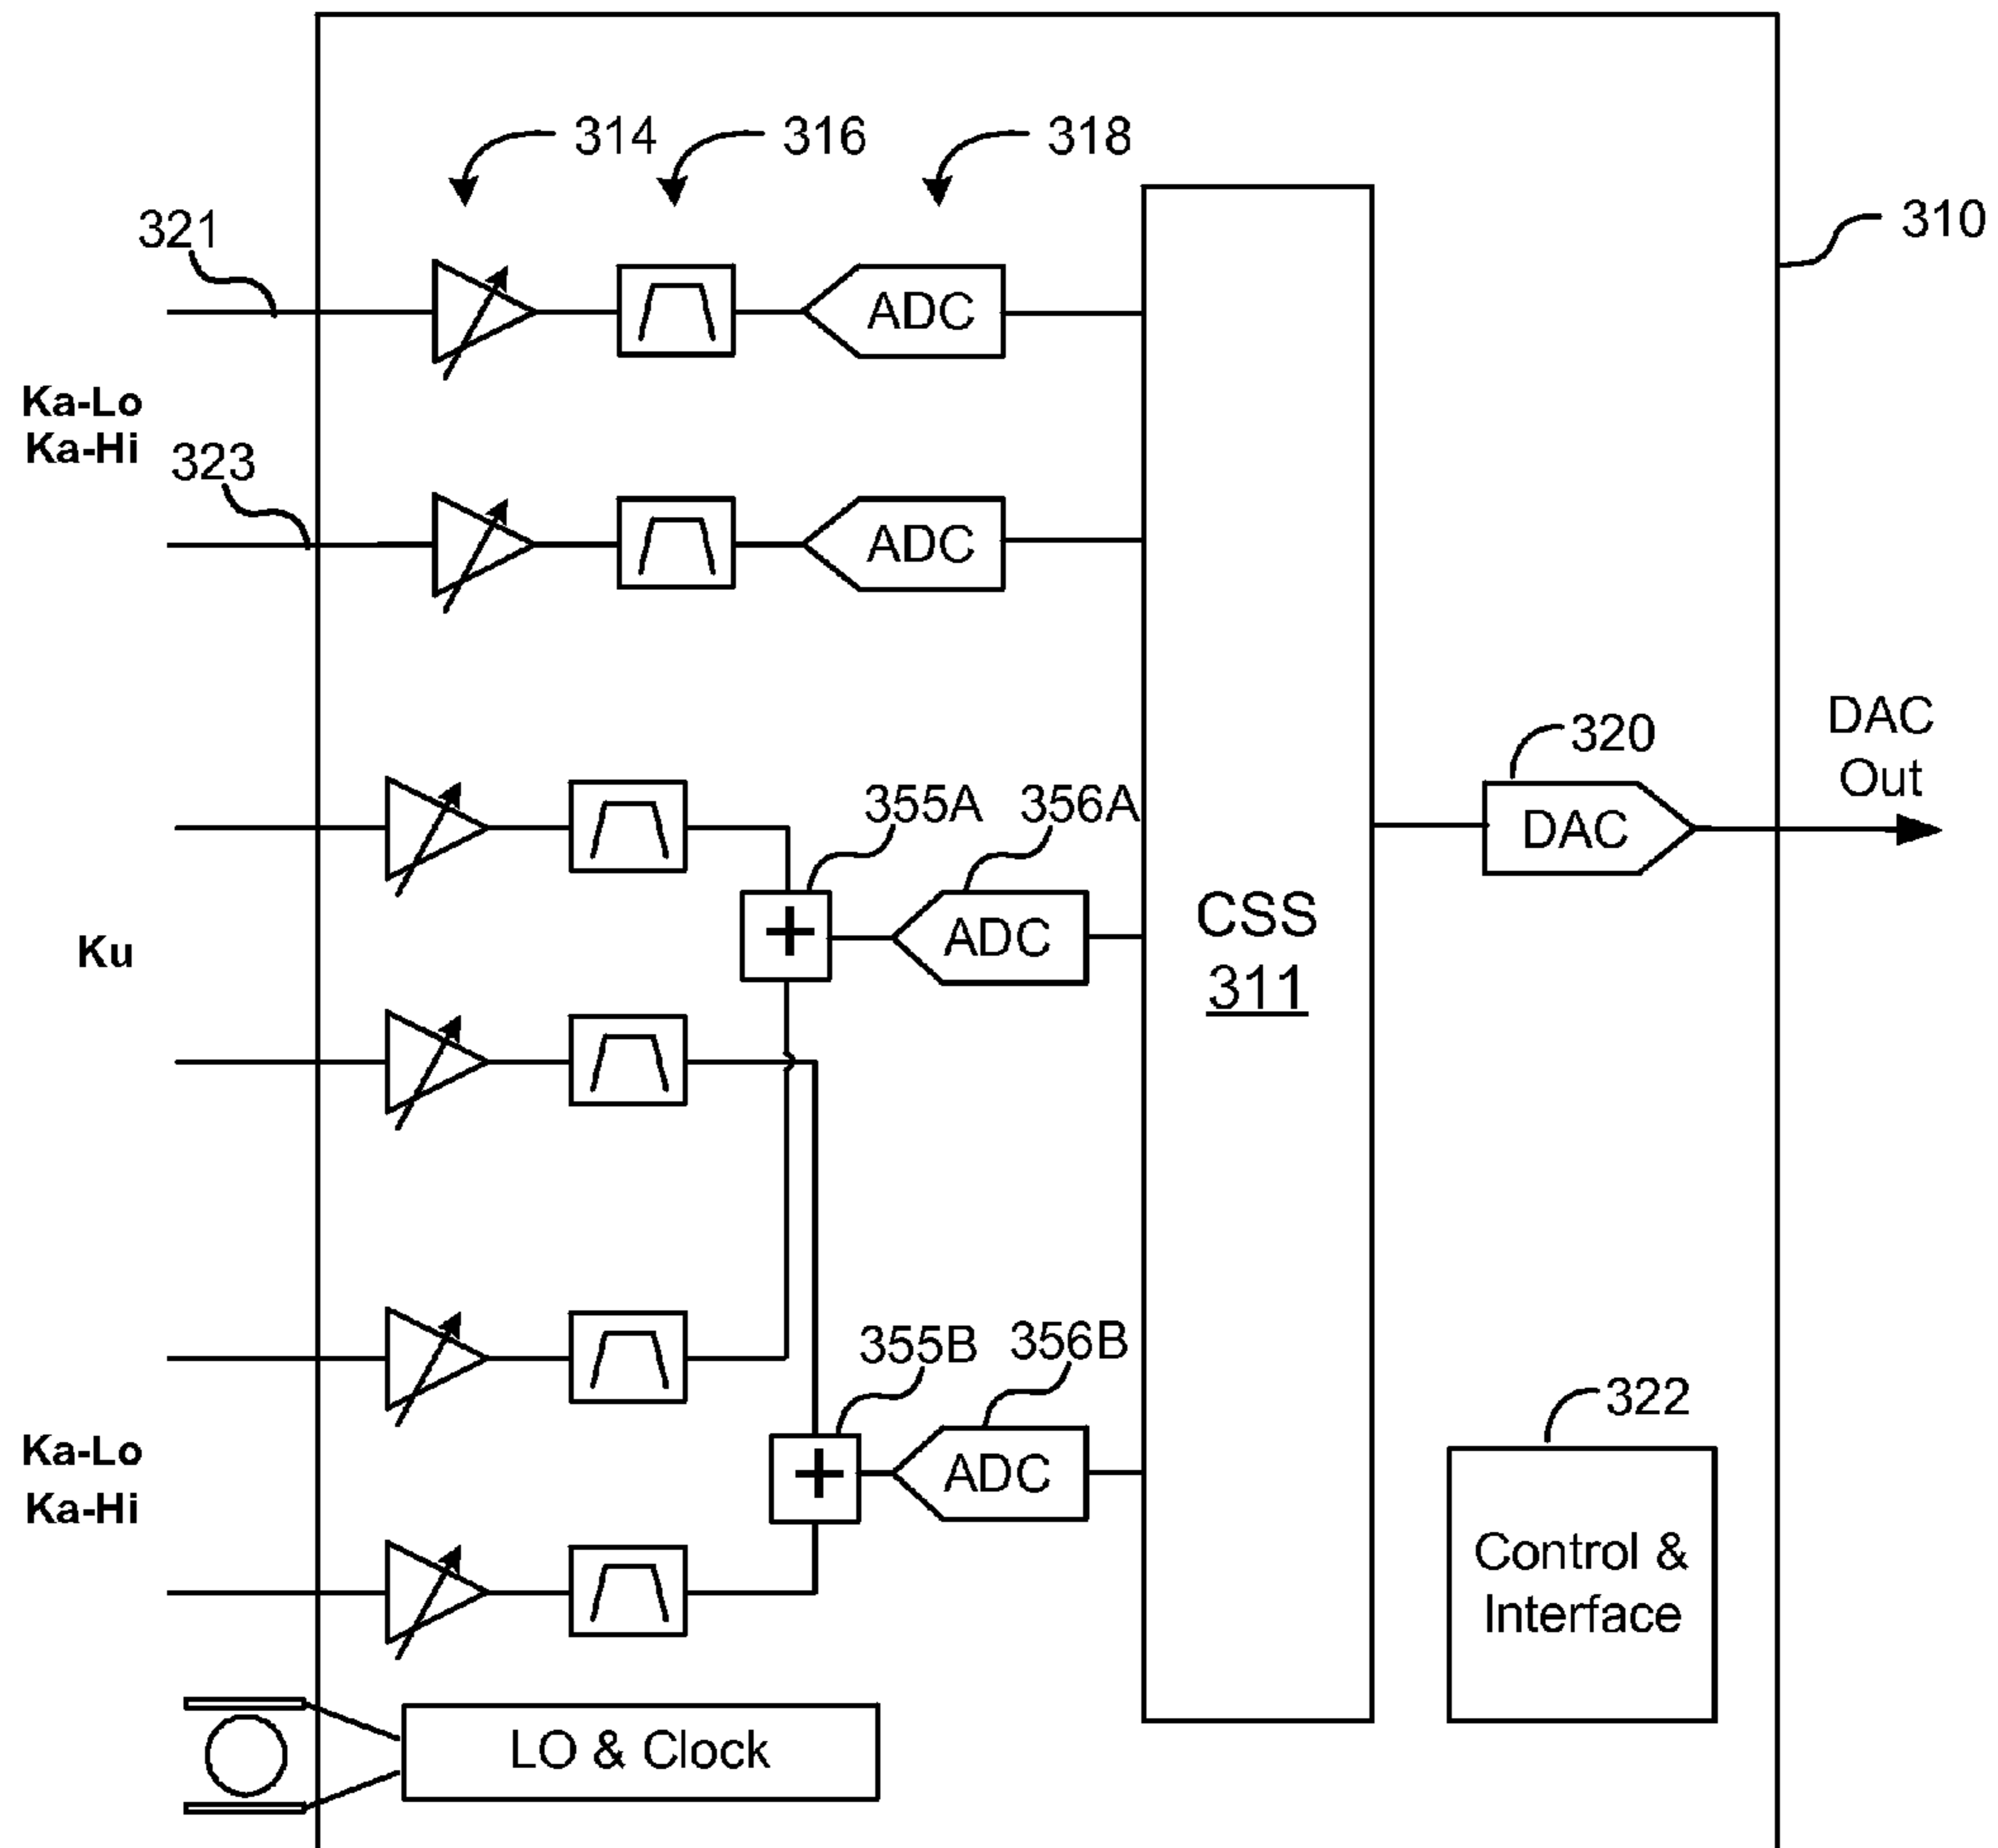 314
316
318
321
310
Ka-Lo
Ka-Hi
323
ADC
ADC
320
DAC
Out
DAC
355A
356A
ADC
Ku
CSS
311
355B
356B
ADC
322
Ka-Lo
Ka-Hi
Control &
Interface
LO & Clock
+
+